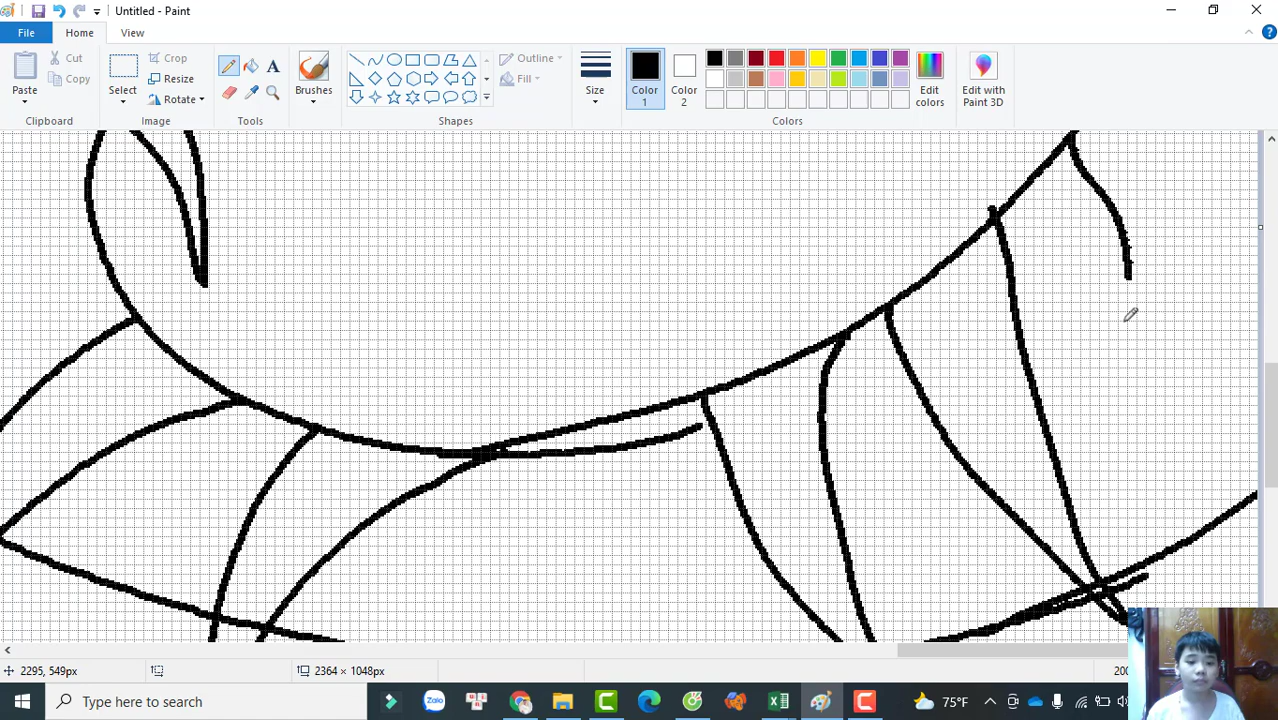 Untitled - Paint
File
Home
View
Paste
Cut
Copy
Clipboard
Select
Crop
Resize
Rotate
Image
A
Tools
Brushes
Outline
Fill
Shapes
Size
Color 1
Color 2
Edit colors
Colors
Edit with Paint 3D
2295, 549px
2364 × 1048px
200
Type here to search
Zalo
75°F